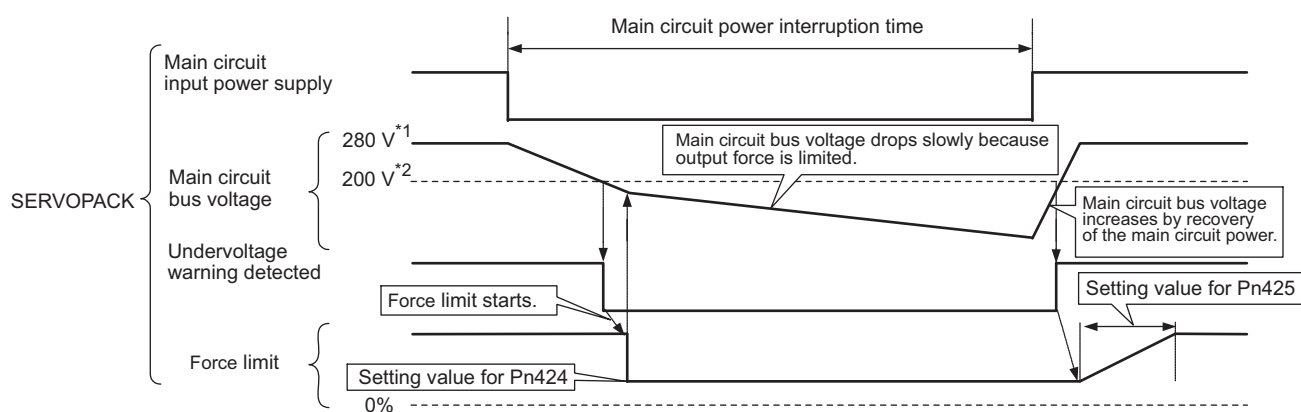 Main circuit power interruption time
Main circuit
input power supply
280 V*1
Main circuit bus voltage drops slowly because
output force is limited.
200 V*2
Main circuit
bus voltage
SERVOPACK
Main circuit bus voltage
increases by recovery
of the main circuit power.
Undervoltage
warning detected
Force limit starts.
Setting value for Pn425
Force limit
Setting value for Pn424
0%